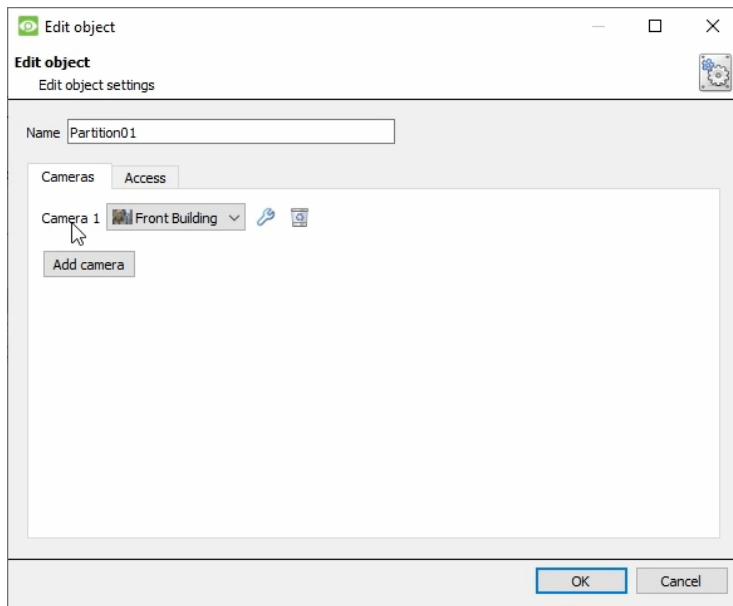 Edit object
Edit object
Edit object settings
Name Partition01
Cameras Access
Camera 1 Front Building
Add camera
OK Cancel